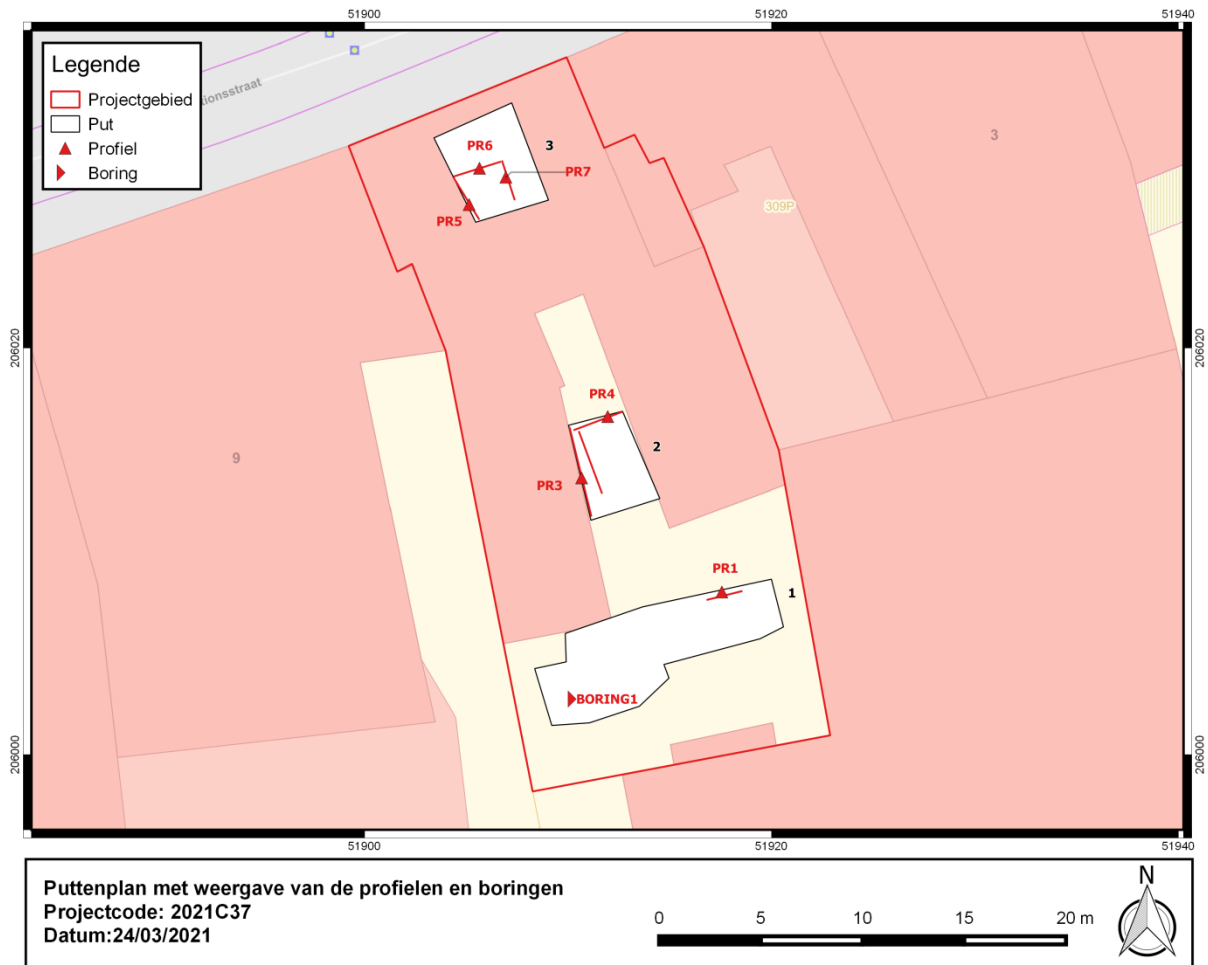 51900
51920
51940
Legende
Projectgebied
Put
Profiel
Boring
tionsstraat
3
PR6
3
PR7
PR5
309P
206020
206020
PR4
2
9
PR3
PR1
1
BORING1
206000
206000
51900
51920
51940
Puttenplan met weergave van de profielen en boringen
Projectcode: 2021C37
Datum:24/03/2021
0 5 10 15 20 m
N